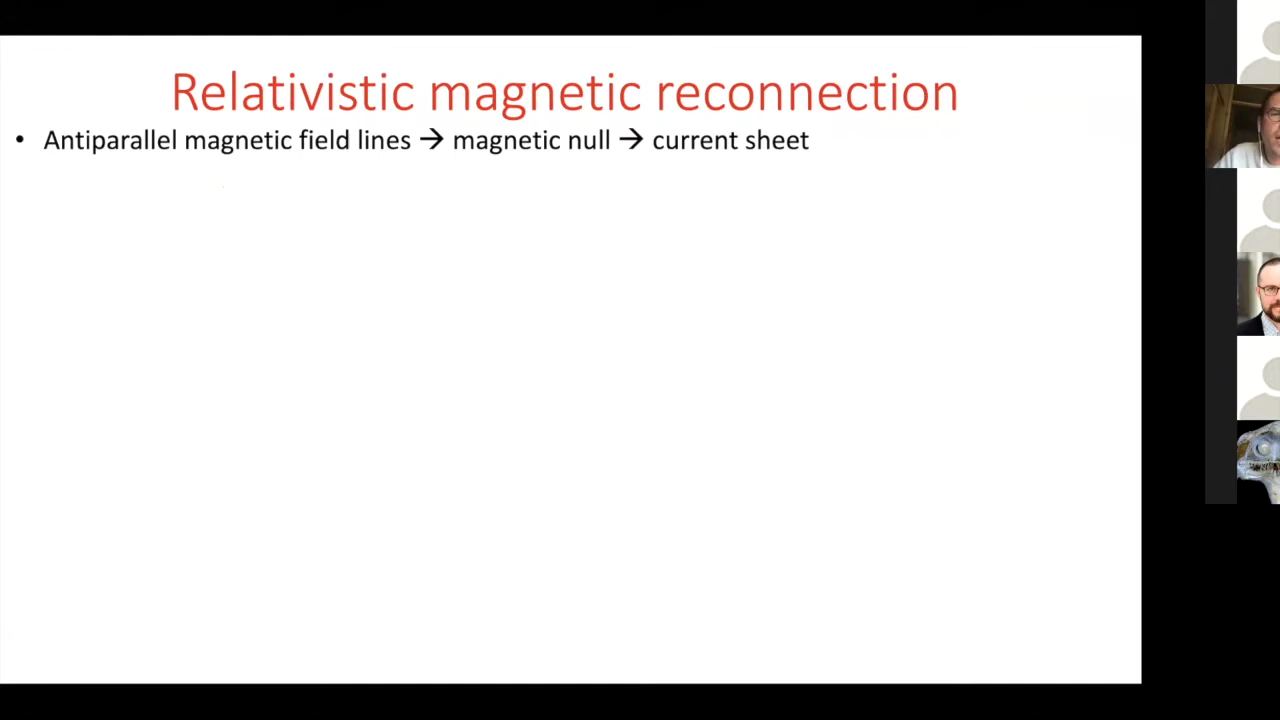 Relativistic magnetic reconnection
• Antiparallel magnetic field lines → magnetic null → current sheet